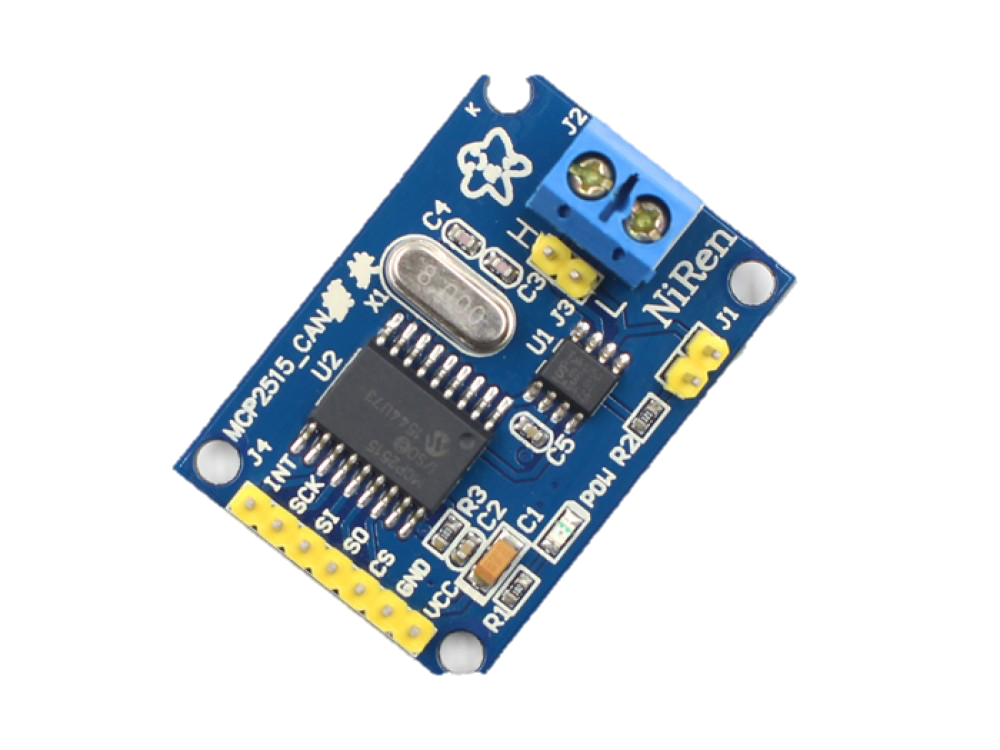 K
J2
C4
H
C3
J3
L
NiRen
J1
8.000
X1
MCP2515_CAN
U2
U1
MCP2515
1544U73
C5
R2
J4
INT
SCK
SI
SO
CS
GND
VCC
R3
C2
C1
POW
R1